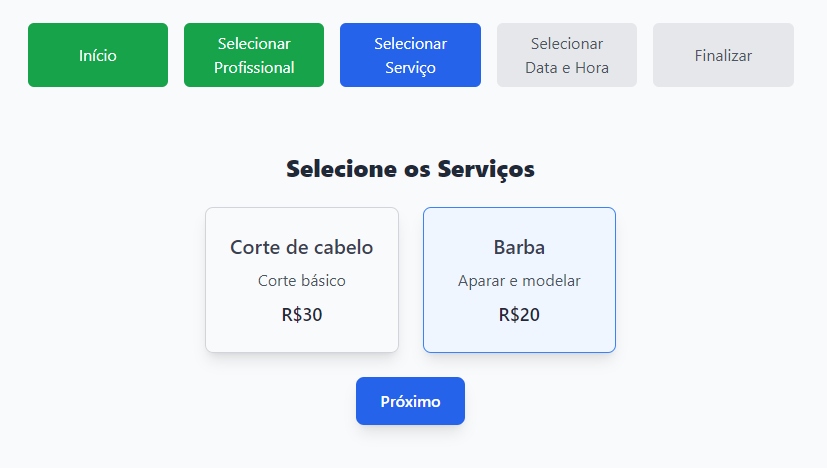 Início
Selecionar
Profissional
Selecionar
Serviço
Selecionar
Data e Hora
Finalizar
Selecione os Serviços
Corte de cabelo
Corte básico
R$30
Barba
Aparar e modelar
R$20
Próximo